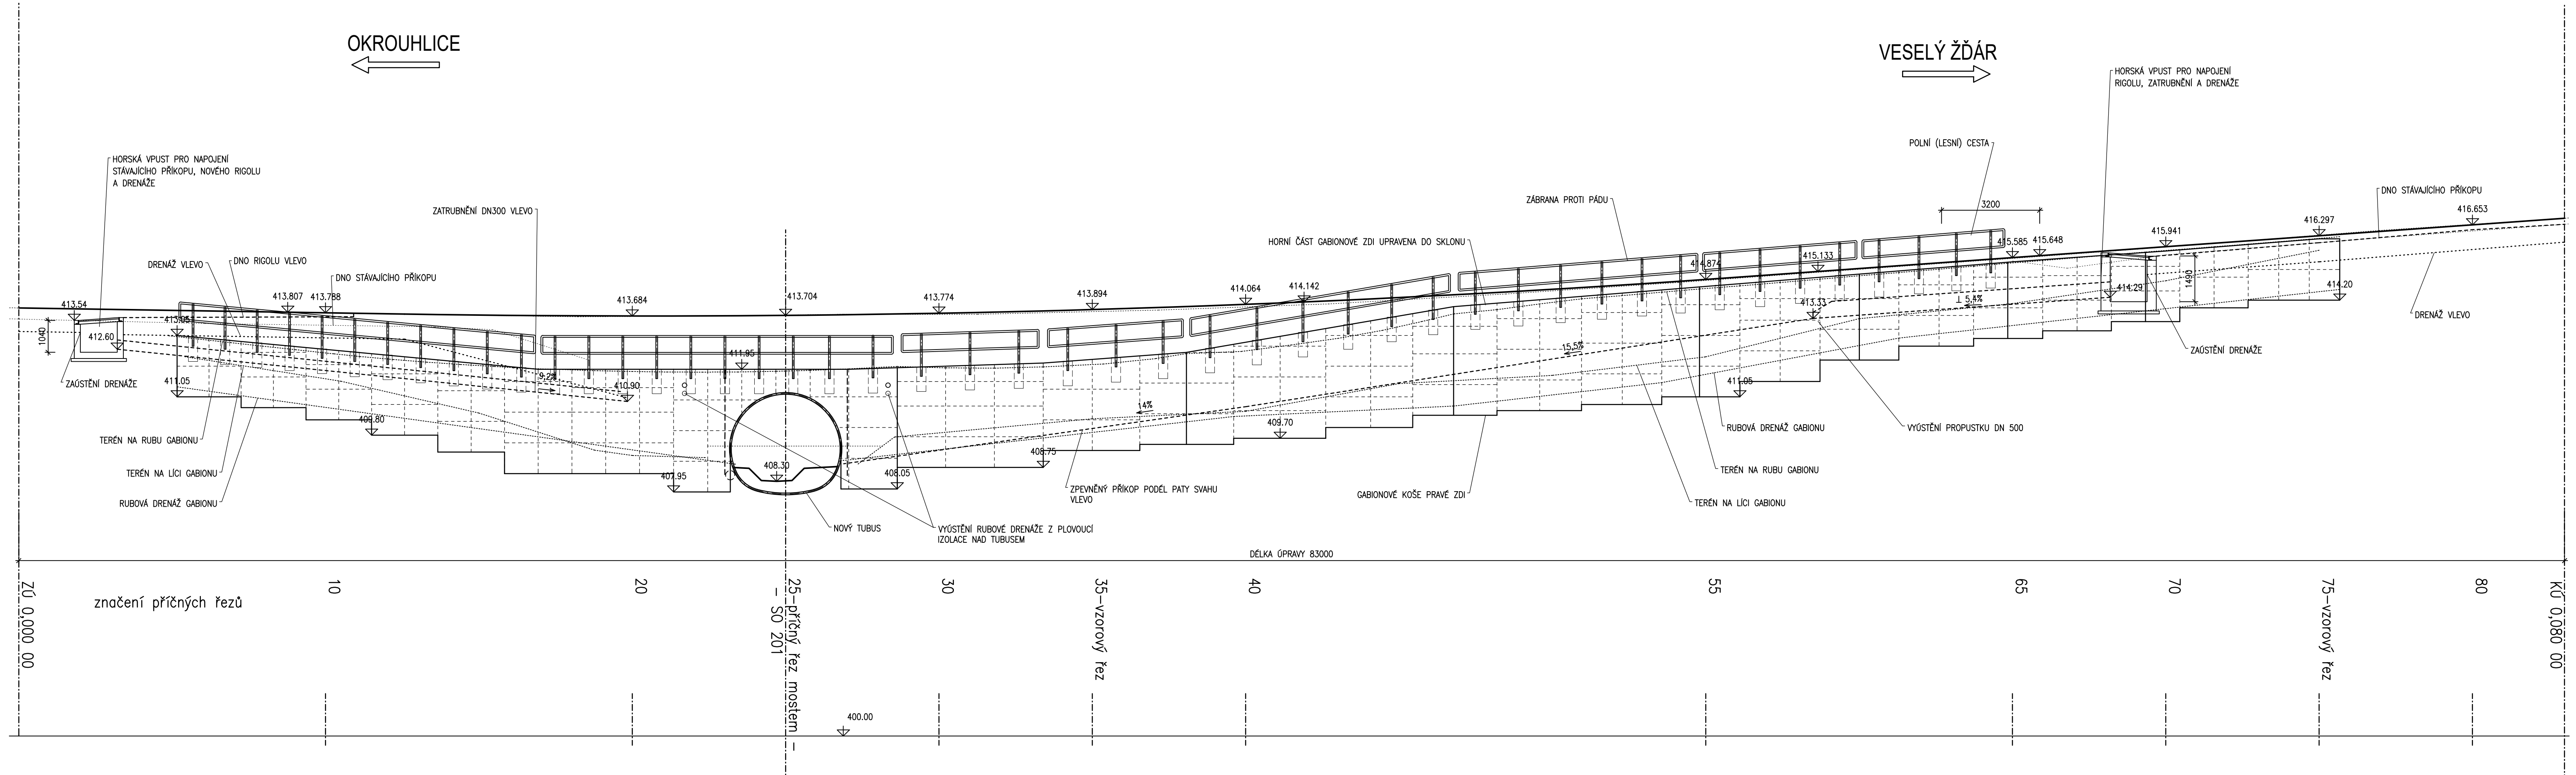 OKROUHLICE
VESELÝ ŽĎÁR
HORSKÁ VPUST PRO NAPOJENÍ
RIGOLU, ZATRUBNĚNÍ A DRENÁŽE
POLNÍ (LESNÍ) CESTA
HORSKÁ VPUST PRO NAPOJENÍ
STÁVAJÍCÍHO PŘÍKOPU, NOVÉHO RIGOLU
A DRENÁŽE
DNO STÁVAJÍCÍHO PŘÍKOPU
ZÁBRANA PROTI PÁDU
3200
416.653
ZATRUBNĚNÍ DN300 VLEVO
416.297
HORNÍ ČÁST GABIONOVÉ ZDI UPRAVENA DO SKLONU
415.941
415.585
415.648
DRENÁŽ VLEVO
DNO RIGOLU VLEVO
DNO STÁVAJÍCÍHO PŘÍKOPU
415.133
414.874
1490
414.29
414.20
5,4%
413.54
413.807
413.788
413.684
413.704
413.774
413.894
414.064
414.142
413.33
DRENÁŽ VLEVO
413.05
1040
412.60
15,5%
ZAÚSTĚNÍ DRENÁŽE
411.95
9,2%
ZAÚSTĚNÍ DRENÁŽE
411.05
410.90
411.05
14%
409.80
409.70
RUBOVÁ DRENÁŽ GABIONU
VYÚSTĚNÍ PROPUSTKU DN 500
TERÉN NA RUBU GABIONU
408.75
408.30
407.95
408.05
TERÉN NA RUBU GABIONU
TERÉN NA LÍCI GABIONU
ZPEVNĚNÝ PŘÍKOP PODÉL PATY SVAHU
VLEVO
GABIONOVÉ KOŠE PRAVÉ ZDI
RUBOVÁ DRENÁŽ GABIONU
TERÉN NA LÍCI GABIONU
NOVÝ TUBUS
VYÚSTĚNÍ RUBOVÉ DRENÁŽE Z PLOVOUCÍ
IZOLACE NAD TUBUSEM
DÉLKA ÚPRAVY 83000
ZÚ 0,000 00
značení příčných řezů
10
20
25-příčný řez mostem -
- SO 201
30
35-vzorový řez
40
55
65
70
75-vzorový řez
80
KÚ 0,080 00
400.00